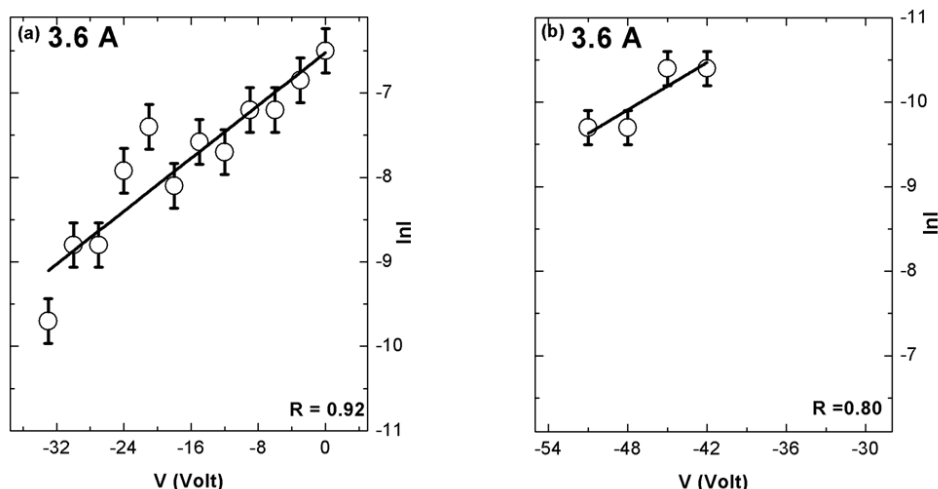 (a) 3.6 A
-7
-8
-9
-10
-11
lnI
R = 0.92
-32 -24 -16 -8 0
V (Volt)
(b) 3.6 A
-11
-10
-9
-8
-7
lnI
R =0.80
-54 -48 -42 -36 -30
V (Volt)